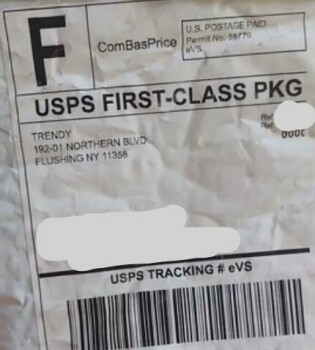 F
ComBasPrice
U.S. POSTAGE PAID
Permit No. 58770
eVS
USPS FIRST-CLASS PKG
TRENDY
192-01 NORTHERN BLVD
FLUSHING NY 11358
USPS TRACKING # eVS